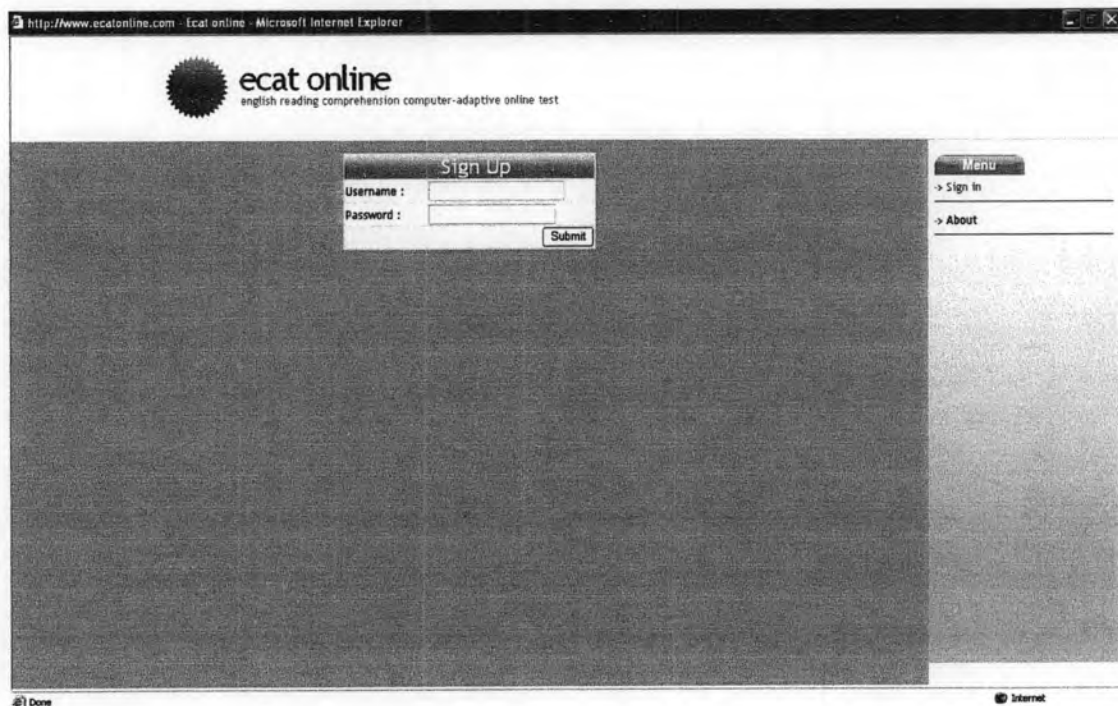 http://www.ecatonline.com - Ecat online - Microsoft Internet Explorer
ecat online
english reading comprehension computer-adaptive online test
Sign Up
Username :
Password :
Submit
Menu
-> Sign in
-> About
Done
Internet